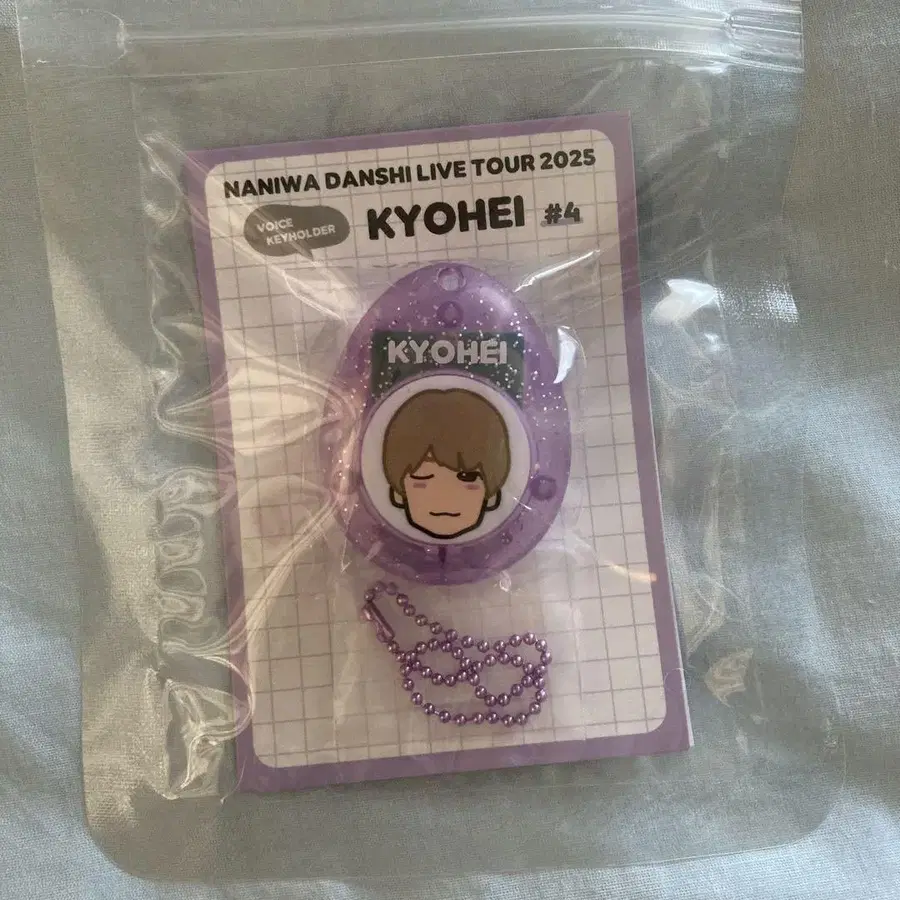 NANIWA DANSHI LIVE TOUR 2025
VOICE
KEYHOLDER
KYOHEI #4
KYOHEI